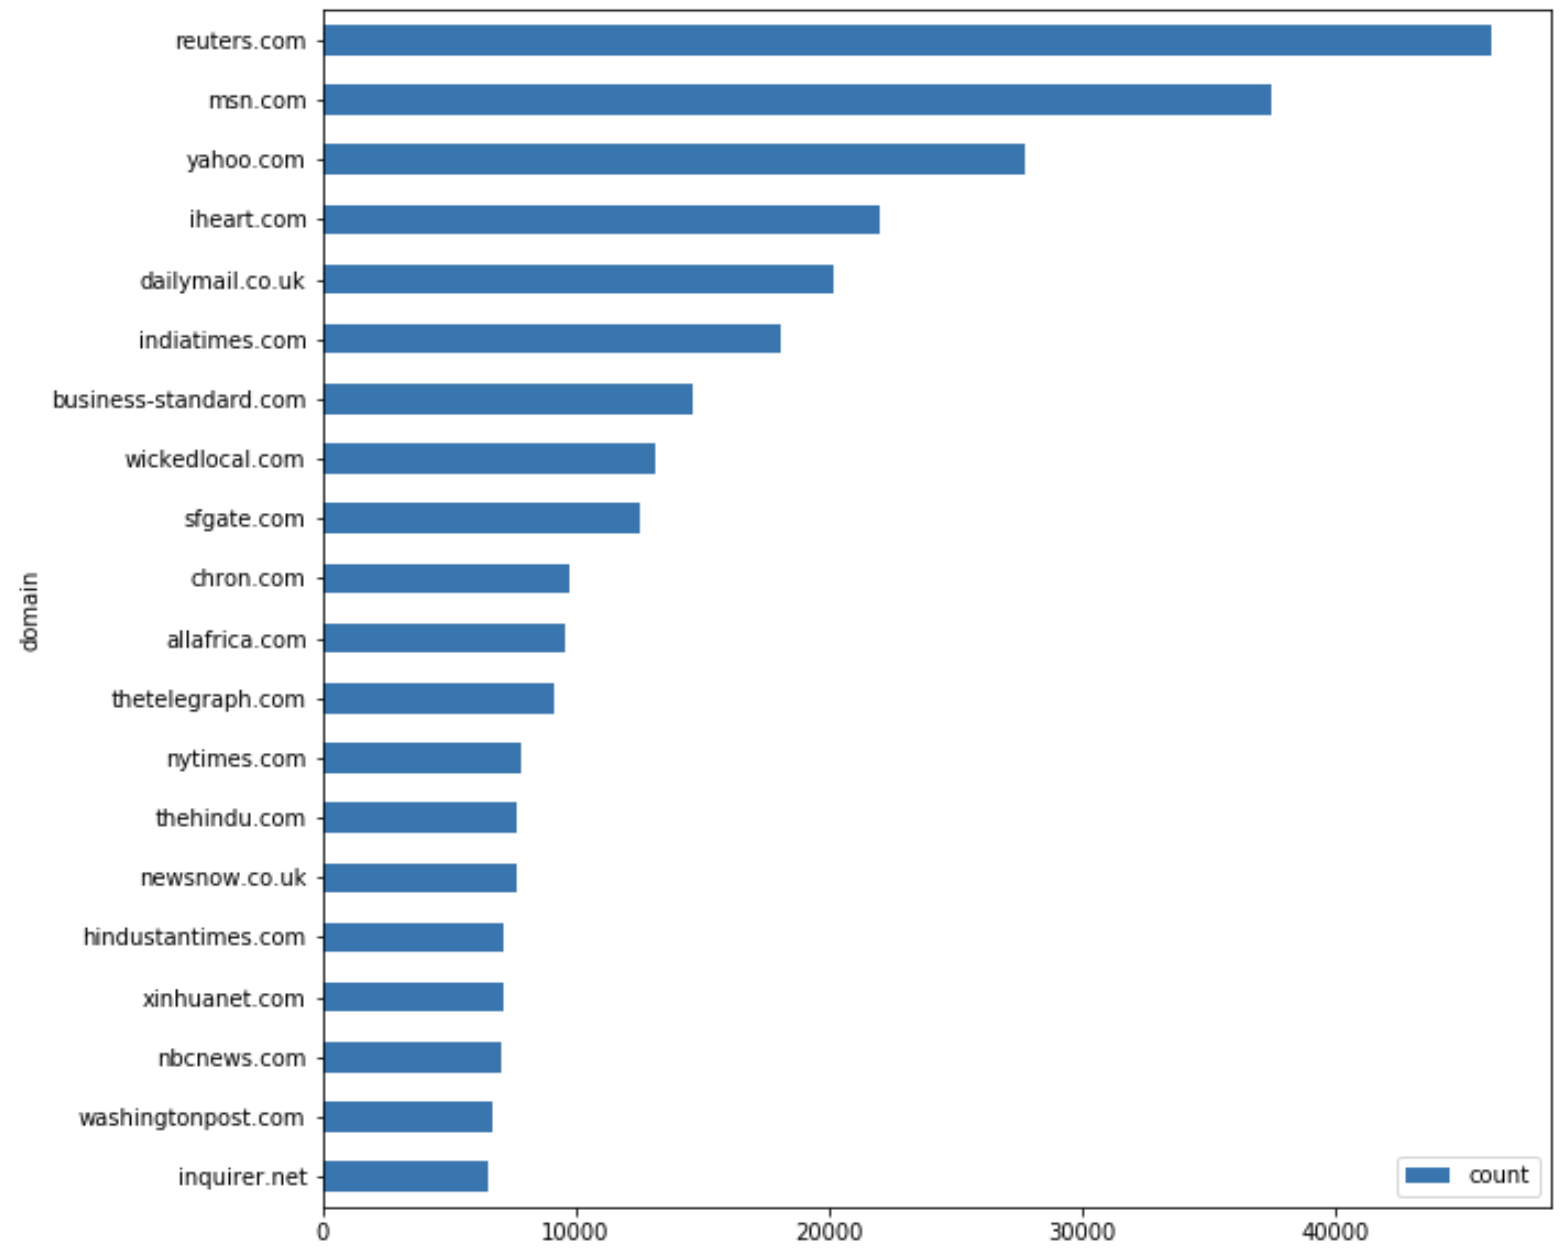 reuters.com
msn.com
yahoo.com
iheart.com
dailymail.co.uk
indiatimes.com
business-standard.com
wickedlocal.com
sfgate.com
chron.com
allafrica.com
thetelegraph.com
nytimes.com
thehindu.com
newsnow.co.uk
hindustantimes.com
xinhuanet.com
nbcnews.com
washingtonpost.com
inquirer.net
domain
count
0 10000 20000 30000 40000